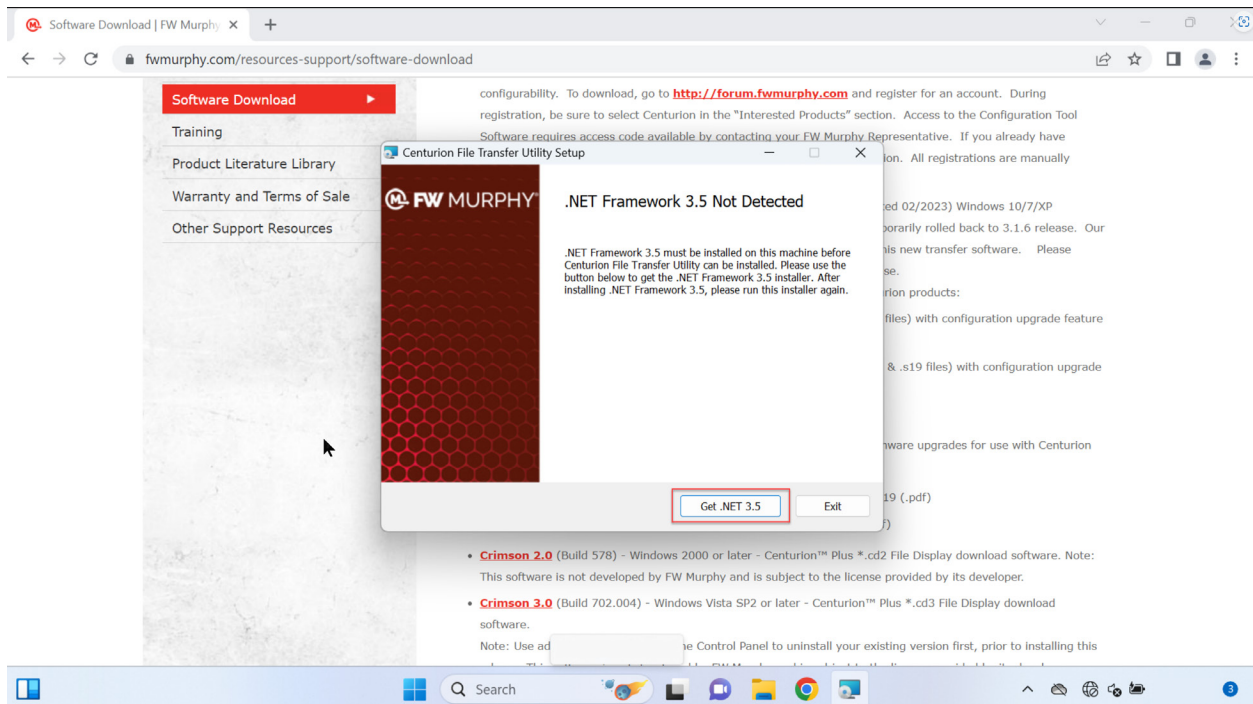 Software Download | FW Murphy
fwmurphy.com/resources-support/software-download
Software Download
Training
Product Literature Library
Warranty and Terms of Sale
Other Support Resources
configurability. To download, go to http://forum.fwmurphy.com and register for an account. During
registration, be sure to select Centurion in the "Interested Products" section. Access to the Configuration Tool
Software requires access code available by contacting your FW Murphy Representative. If you already have
ion. All registrations are manually
ed 02/2023) Windows 10/7/XP
porarily rolled back to 3.1.6 release. Our
his new transfer software. Please
se.
rion products:
files) with configuration upgrade feature
& .s19 files) with configuration upgrade
nware upgrades for use with Centurion
19 (.pdf)
f)
Centurion File Transfer Utility Setup
FW MURPHY
.NET Framework 3.5 Not Detected
.NET Framework 3.5 must be installed on this machine before
Centurion File Transfer Utility can be installed. Please use the
button below to get the .NET Framework 3.5 installer. After
installing .NET Framework 3.5, please run this installer again.
Get .NET 3.5
Exit
• Crimson 2.0 (Build 578) - Windows 2000 or later - Centurion™ Plus *.cd2 File Display download software. Note:
This software is not developed by FW Murphy and is subject to the license provided by its developer.
• Crimson 3.0 (Build 702.004) - Windows Vista SP2 or later - Centurion™ Plus *.cd3 File Display download
software.
Note: Use ad
he Control Panel to uninstall your existing version first, prior to installing this
Search
3